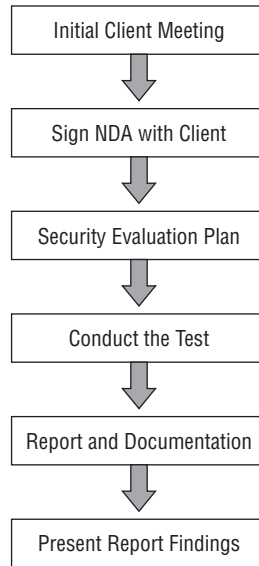 Initial Client Meeting
Sign NDA with Client
Security Evaluation Plan
Conduct the Test
Report and Documentation
Present Report Findings